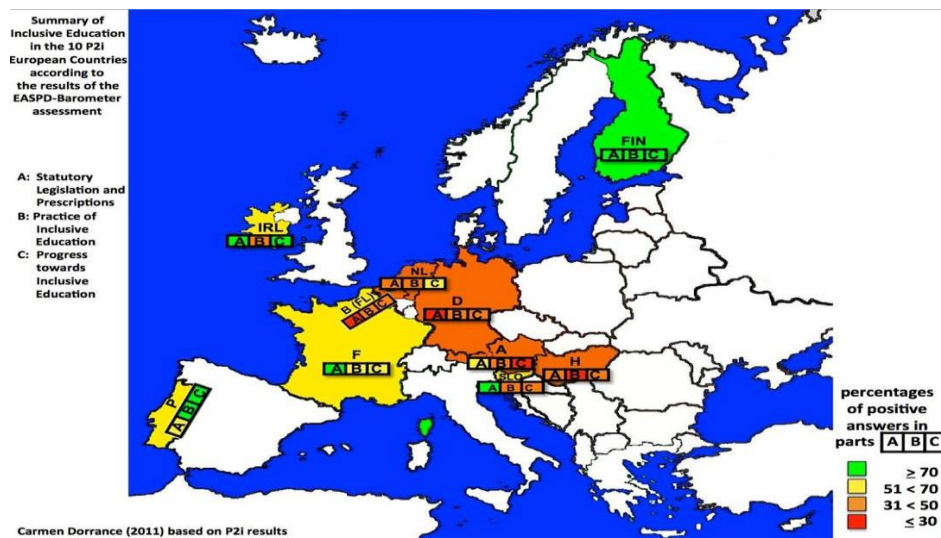 Summary of
Inclusive Education
in the 10 P2i
European Countries
according to
the results of the
EASPD-Barometer
assessment
A: Statutory
Legislation and
Prescriptions
B: Practice of
Inclusive
Education
C: Progress
towards
Inclusive
Education
FIN
A B C
IRL
A B C
NL
A B C
B (FL)
A B C
D
A B C
A
A B C
H
A B C
SLO
A B C
F
A B C
P
A B C
percentages
of positive
answers in
parts A B C
≥ 70
51 < 70
31 < 50
≤ 30
Carmen Dorrance (2011) based on P2i results